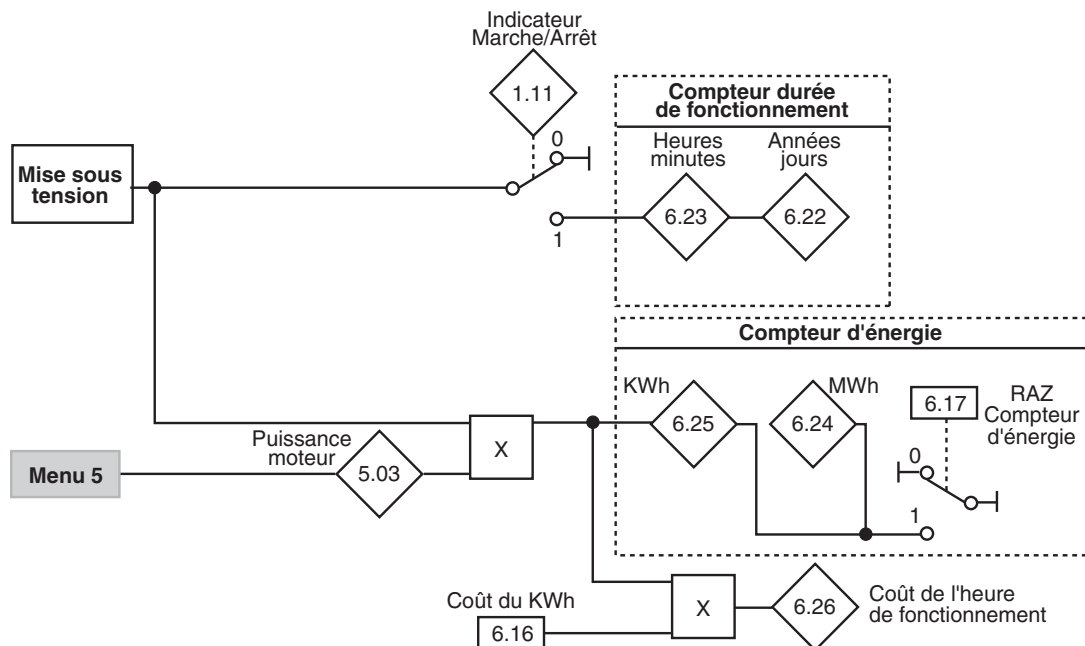 Indicateur
Marche/Arrêt
1.11
0
1
Mise sous
tension
Compteur durée
de fonctionnement
Heures
minutes
Années
jours
6.23
6.22
Compteur d'énergie
KWh
6.25
MWh
6.24
6.17
RAZ
Compteur
d'énergie
0
1
Puissance
moteur
Menu 5
5.03
X
Coût du KWh
6.16
X
6.26
Coût de l'heure
de fonctionnement